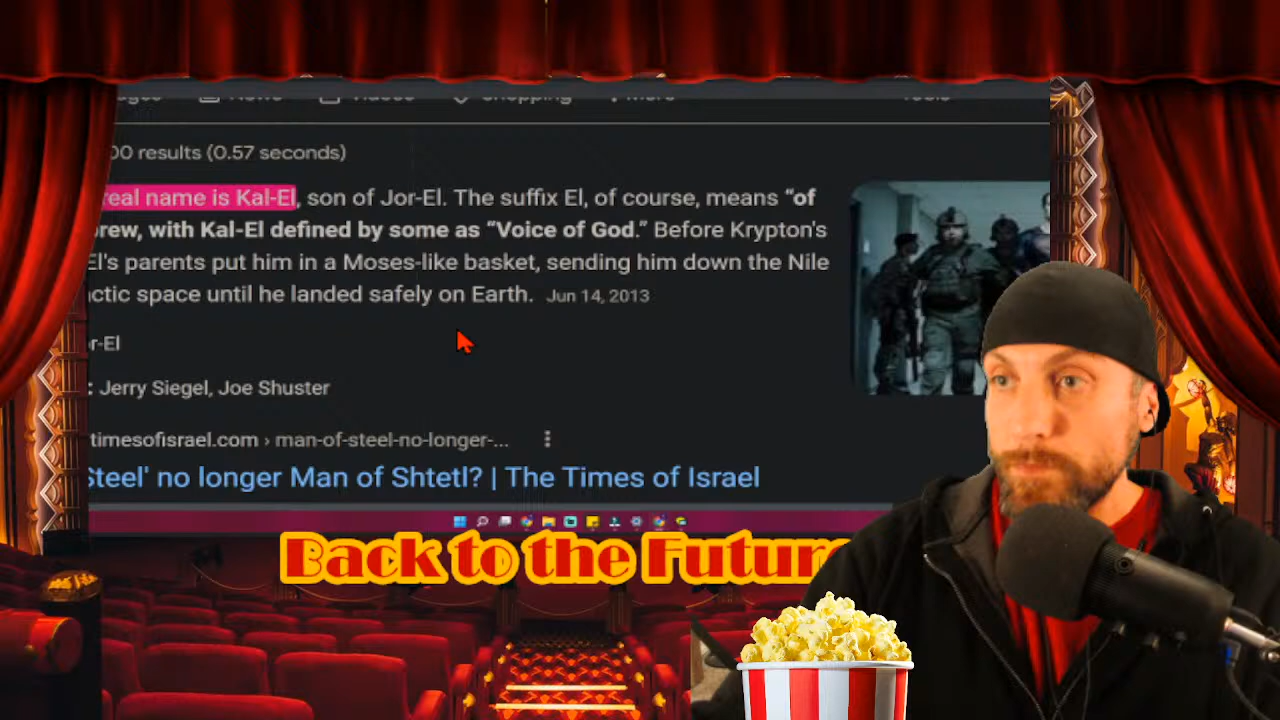 00 results (0.57 seconds)
real name is Kal-El, son of Jor-El. The suffix El, of course, means “of
brew, with Kal-El defined by some as “Voice of God.” Before Krypton's
El's parents put him in a Moses-like basket, sending him down the Nile
actic space until he landed safely on Earth. Jun 14, 2013
r-El
: Jerry Siegel, Joe Shuster
timesofisrael.com › man-of-steel-no-longer-...
Steel' no longer Man of Shtetl? | The Times of Israel
Back to the Future